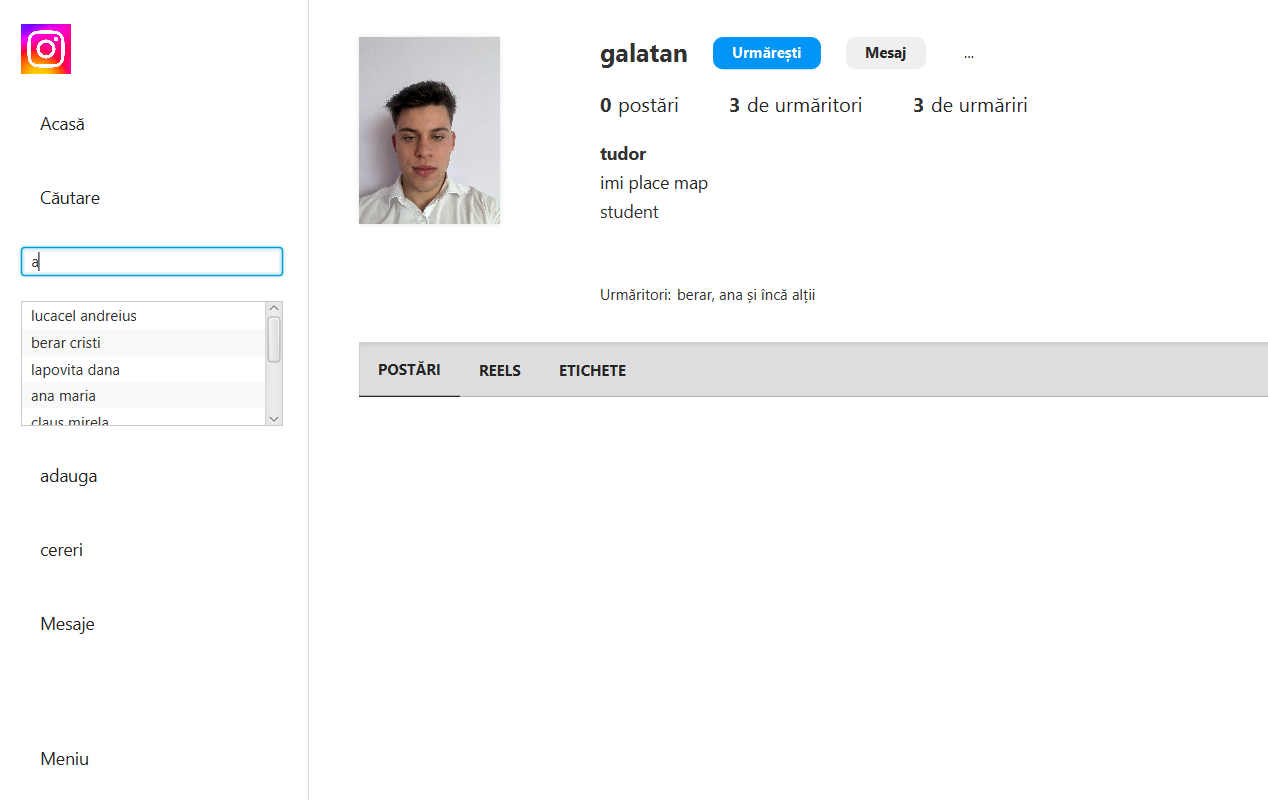 Acasă
Căutare
a
lucacel andreius
berar cristi
lapovita dana
ana maria
claus mirela
adauga
cereri
Mesaje
Meniu
galatan Urmărești Mesaj ...
0 postări 3 de urmăritori 3 de urmăriri
tudor
imi place map
student
Urmăritori: berar, ana și încă alții
POSTĂRI REELS ETICHETE